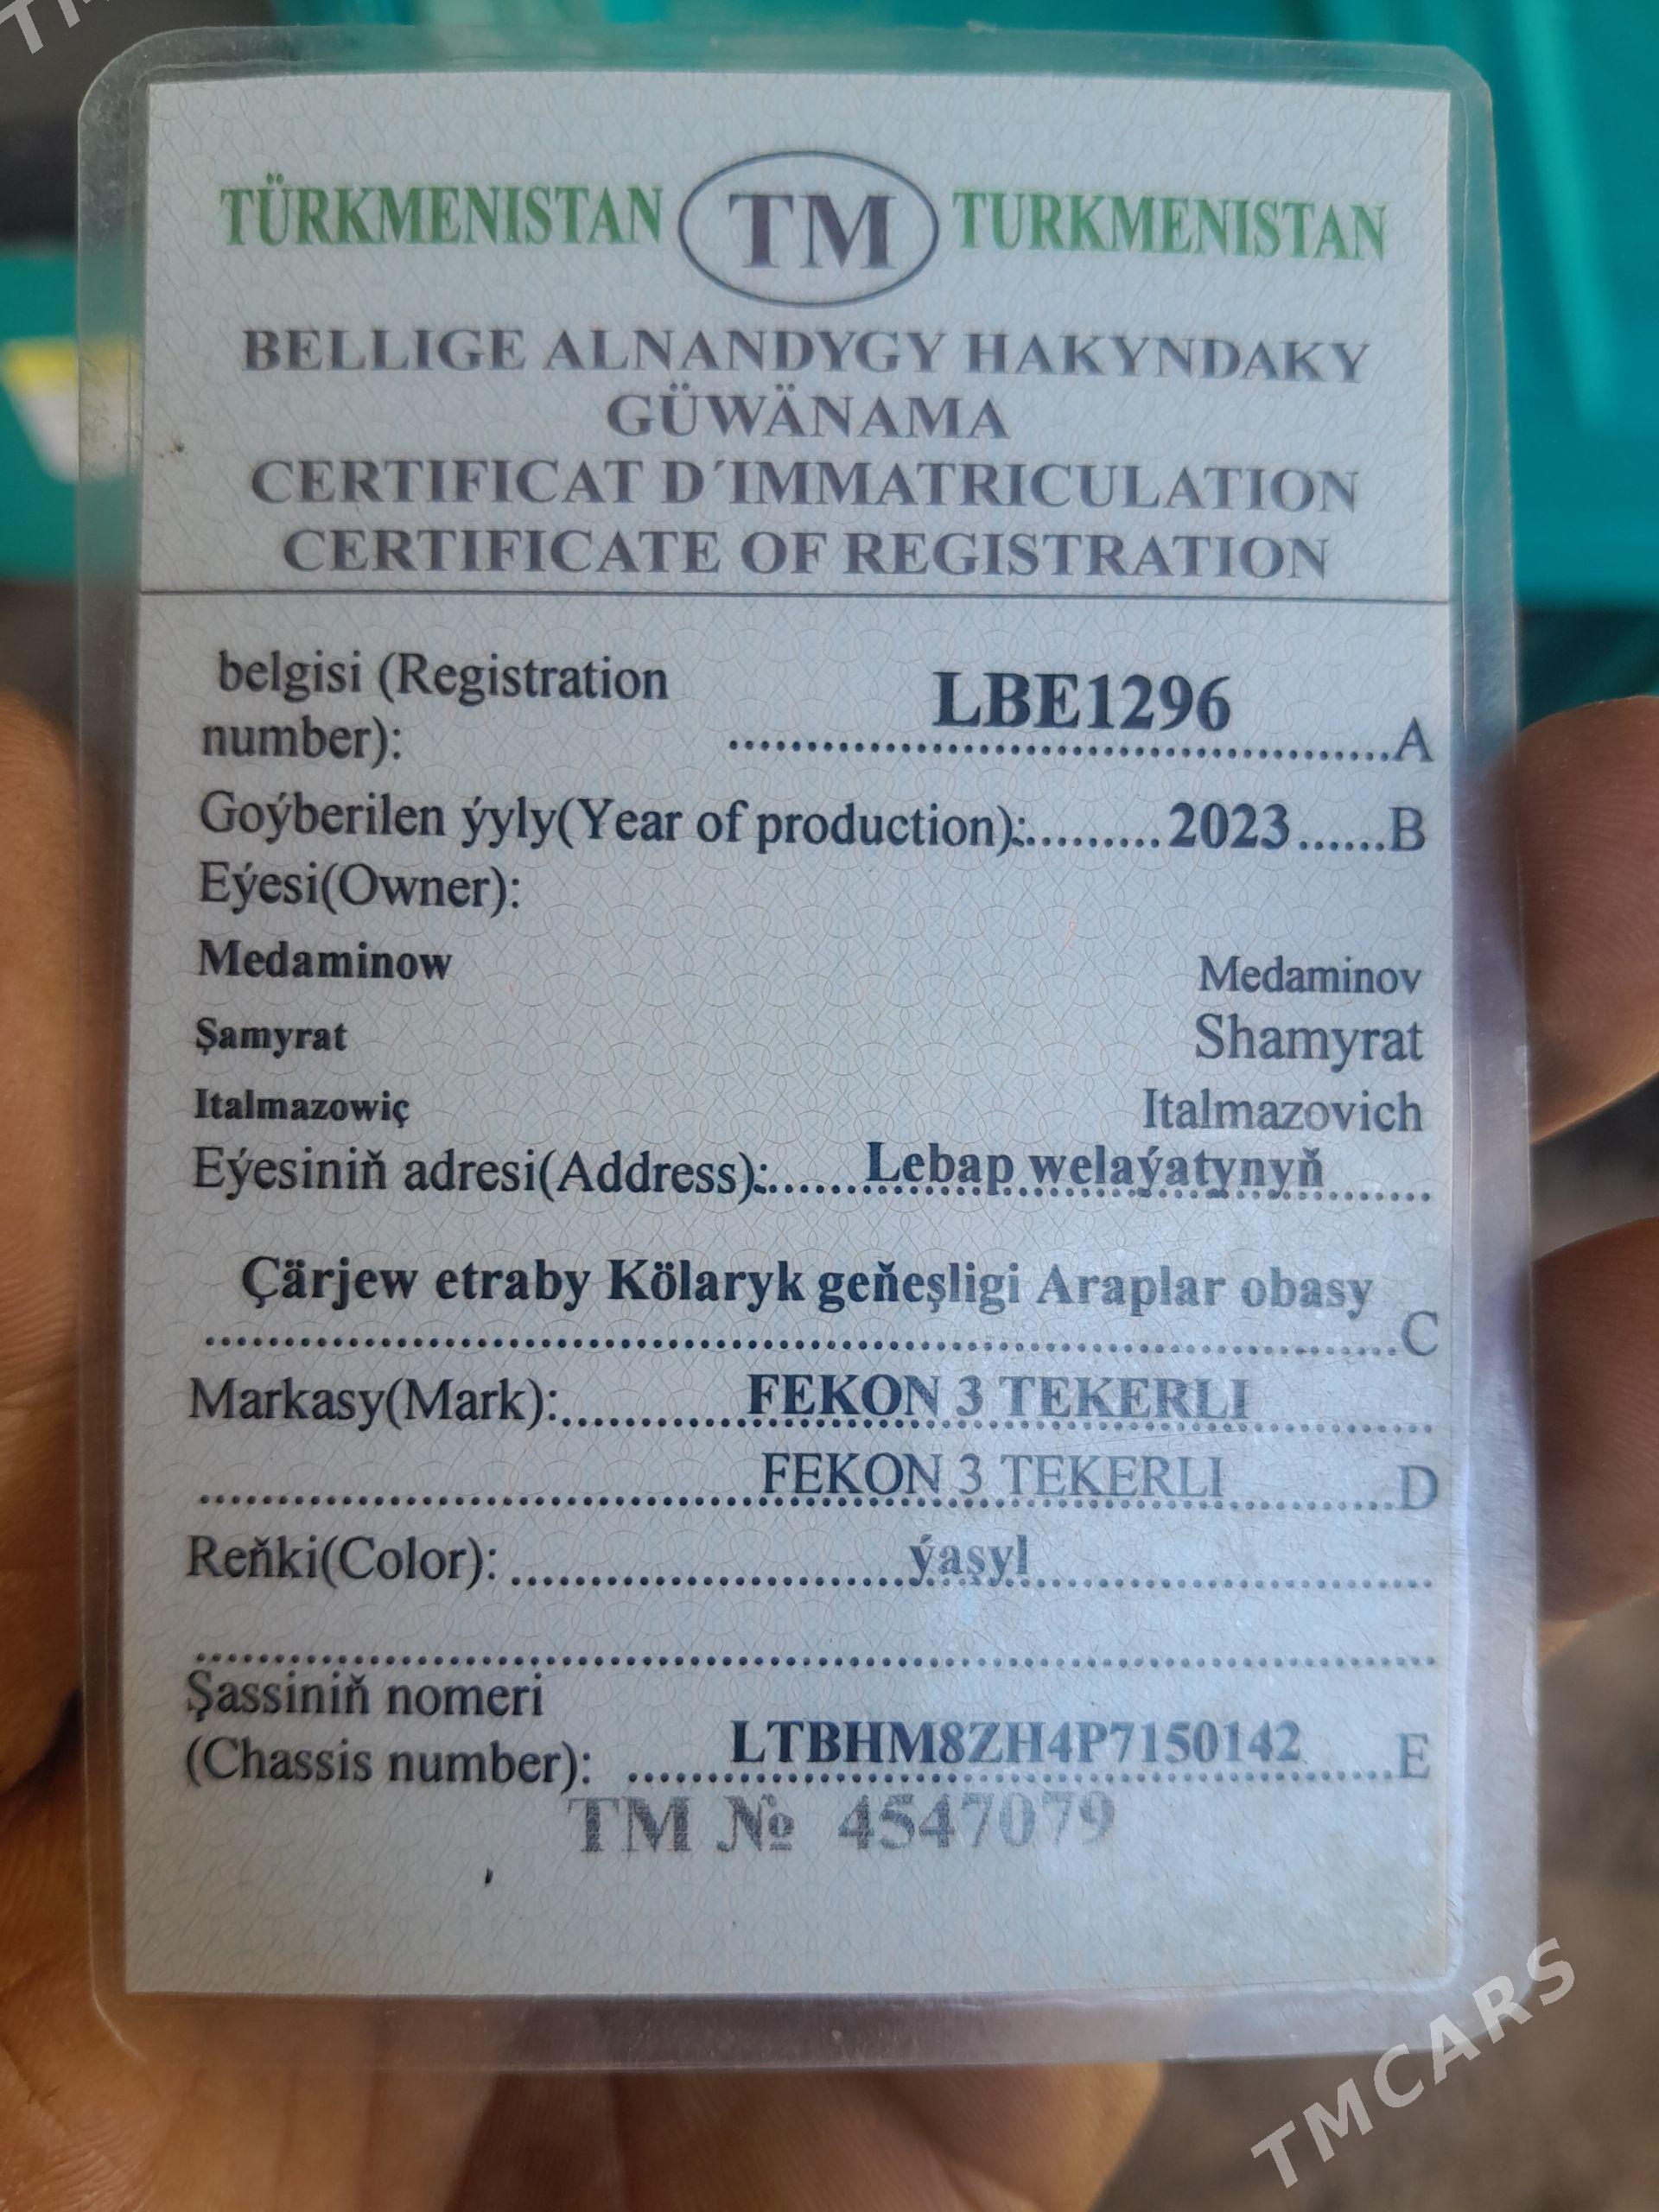 TM
TÜRKMENISTAN TM TURKMENISTAN
BELLIGE ALNANDYGY HAKYNDAKY
GÜWÄNAMA
CERTIFICAT D´IMMATRICULATION
CERTIFICATE OF REGISTRATION
belgisi (Registration
number): LBE1296 A
Goýberilen ýyly(Year of production): 2023 B
Eýesi(Owner):
Medaminow Medaminov
Şamyrat Shamyrat
Italmazowiç Italmazovich
Eýesiniň adresi(Address): Lebap welaýatynyň
Çärjew etraby Kölaryk geňeşligi Araplar obasy
C
Markasy(Mark): FEKON 3 TEKERLI
FEKON 3 TEKERLI D
Reňki(Color): ýaşyl
Şassiniň nomeri
(Chassis number): LTBHM8ZH4P7150142 E
TM № 4547079
TMCARS